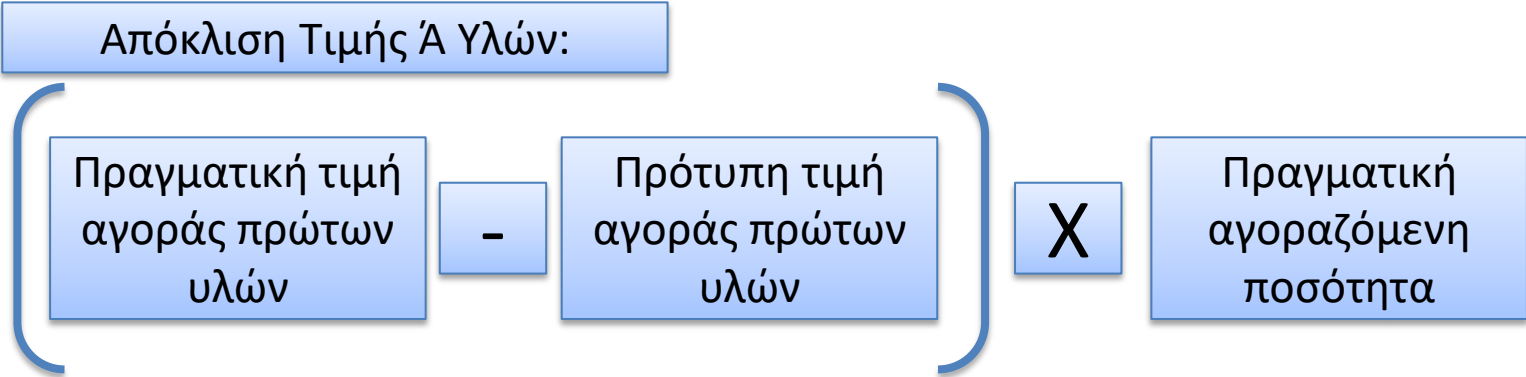 Απόκλιση Τιμής Ά Υλών:
Πραγματική τιμή
αγοράς πρώτων
υλών
-
Πρότυπη τιμή
αγοράς πρώτων
υλών
X
Πραγματική
αγοραζόμενη
ποσότητα